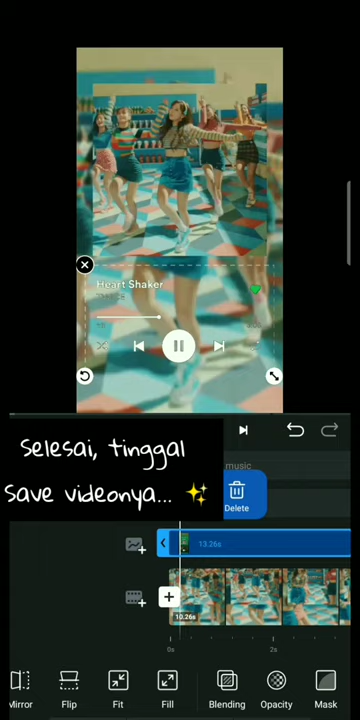 Heart Shaker
Selesai, tinggal
save videonya... ✨
music
Delete
13.26s
10.26s
0s
2s
Mirror
Flip
Fit
Fill
Blending
Opacity
Mask